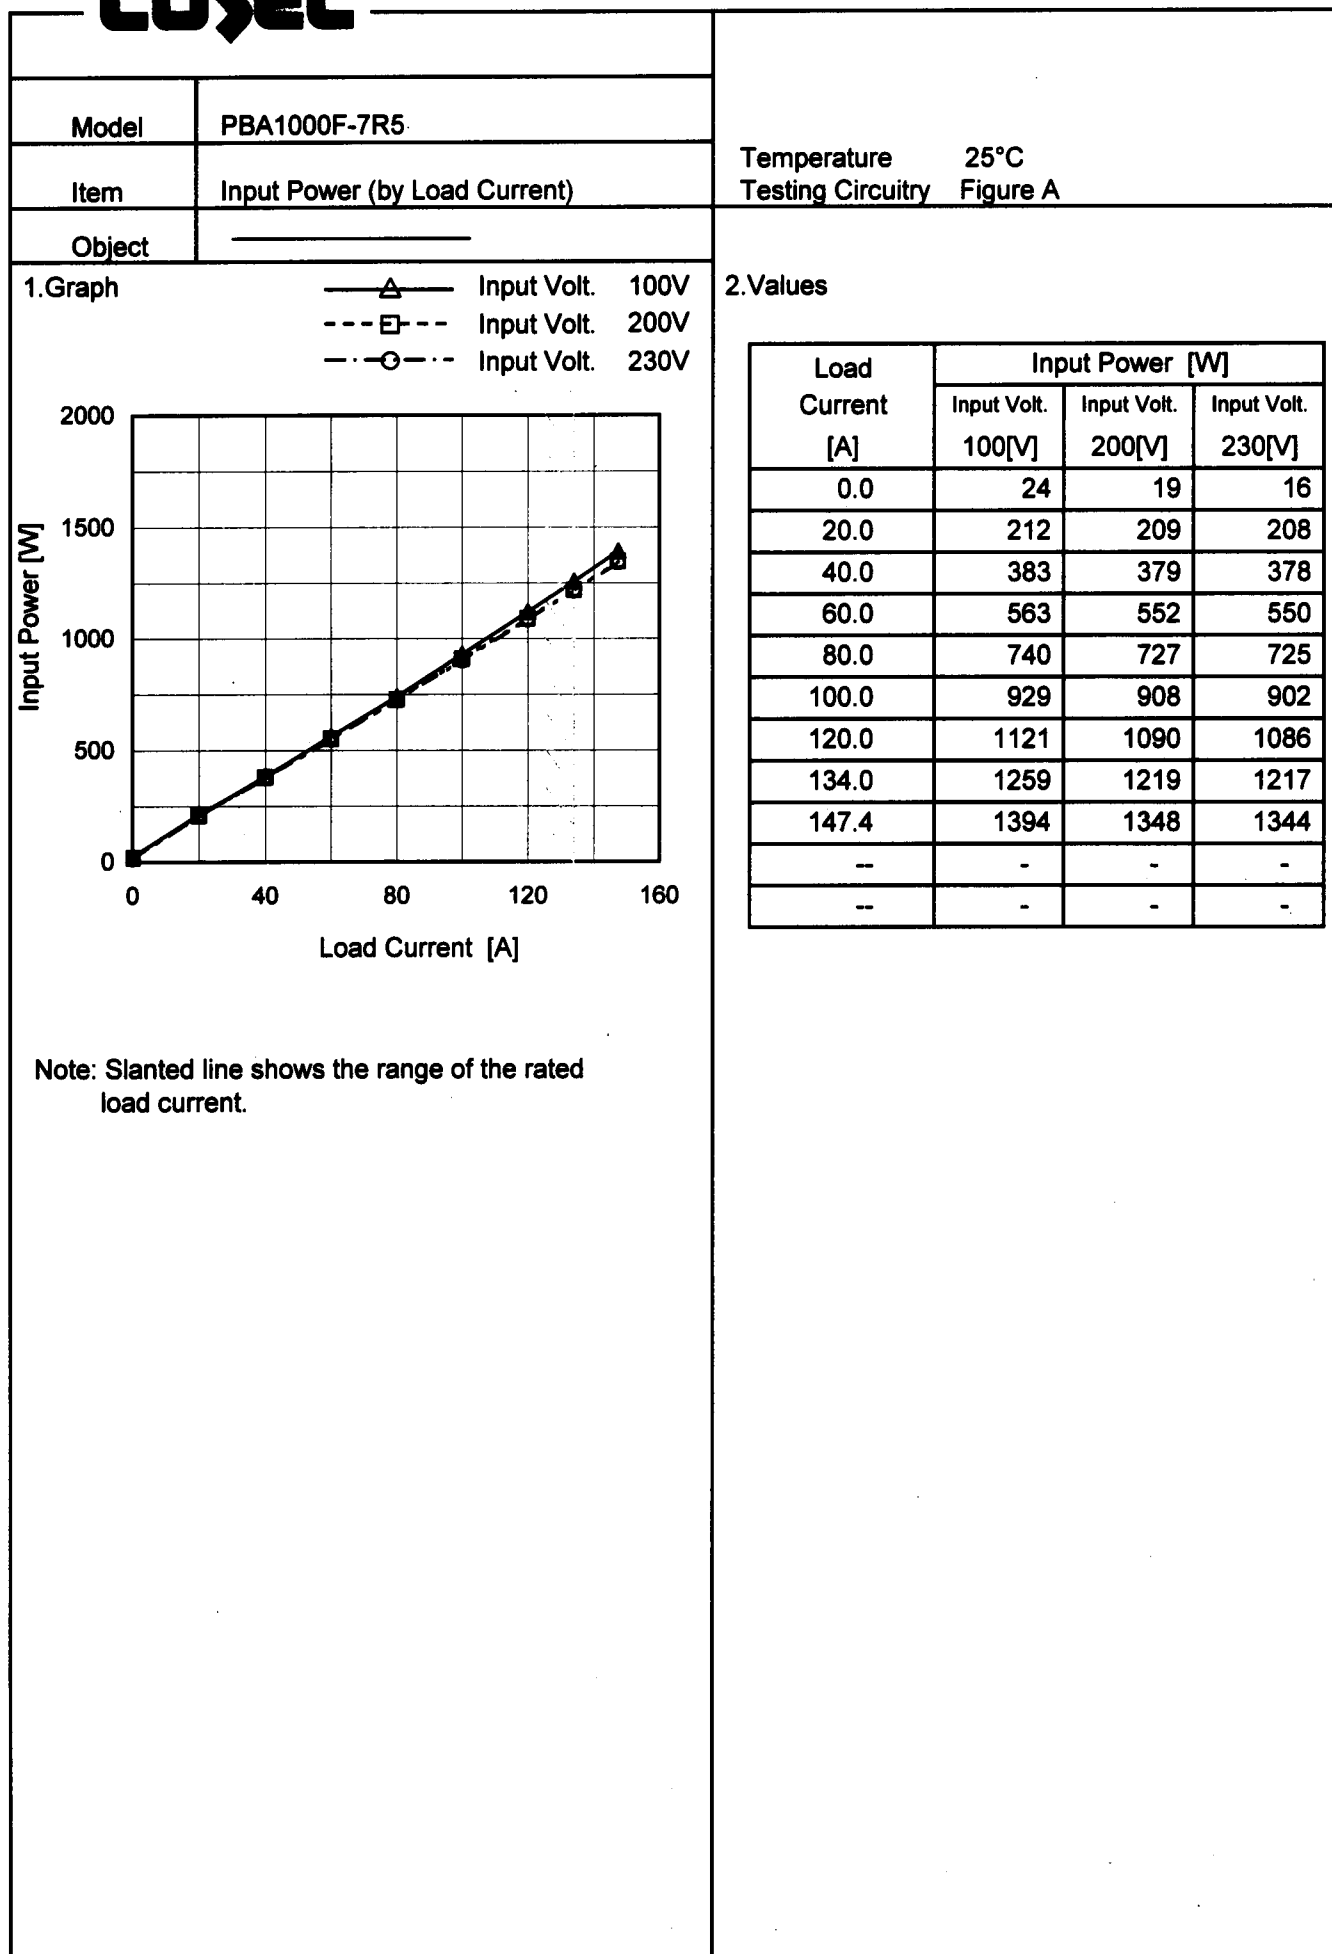 COSEL
Model PBA1000F-7R5
Item Input Power (by Load Current)
Object
Temperature 25°C
Testing Circuitry Figure A
1.Graph
Input Volt. 100V
Input Volt. 200V
Input Volt. 230V
2000
1500
1000
500
0
0 40 80 120 160
Input Power [W]
Load Current [A]
Note: Slanted line shows the range of the rated
load current.
2.Values
Load Current [A]
Input Power [W]
Input Volt. Input Volt. Input Volt.
100[V] 200[V] 230[V]
0.0 24 19 16
20.0 212 209 208
40.0 383 379 378
60.0 563 552 550
80.0 740 727 725
100.0 929 908 902
120.0 1121 1090 1086
134.0 1259 1219 1217
147.4 1394 1348 1344
-- - - -
-- - - -